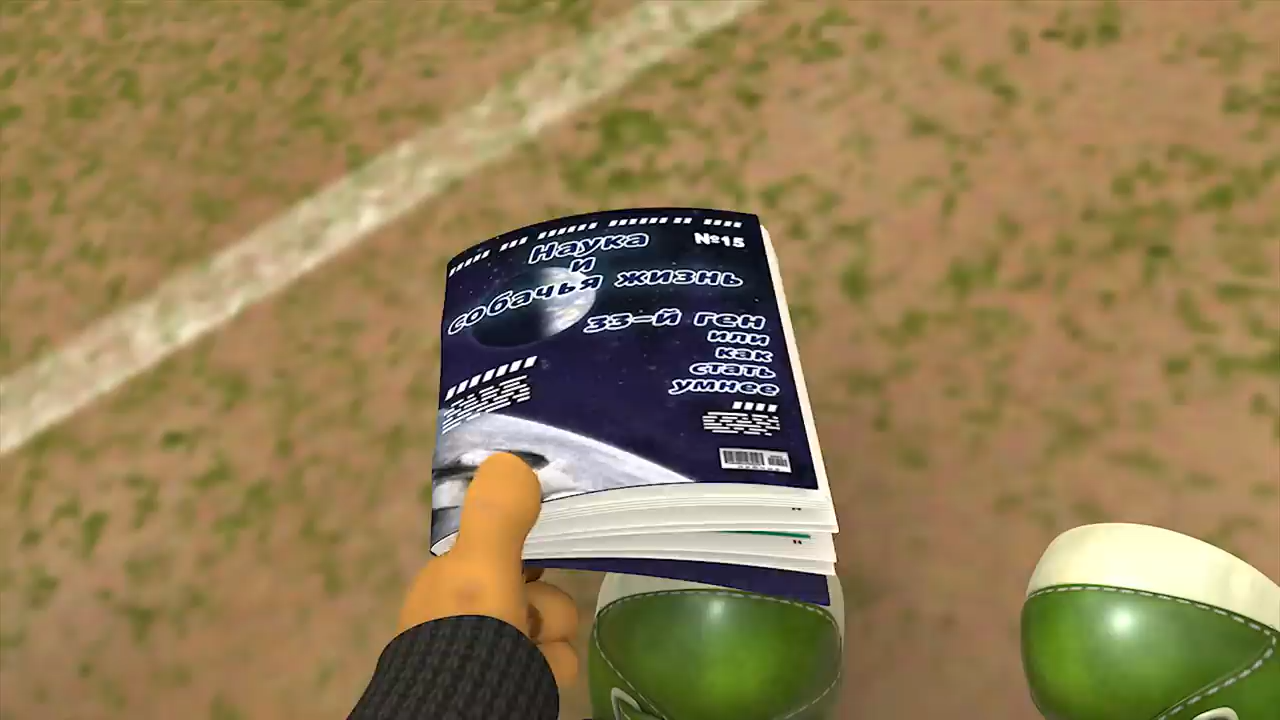 Наука
и
собачья жизнь
№15
33-й ген
или
как
стать
умнее